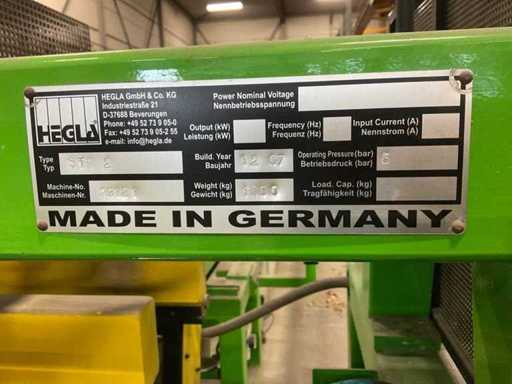 HEGLA
HEGLA GmbH & Co. KG
Industriestraße 21
D-37688 Beverungen
Phone: +49 52 73 9 05-0
Fax: +49 52 73 9 05-2 55
e-mail: info@hegla.de
Power Nominal Voltage
Nennbetriebsspannung
Output (kW)
Leistung (kW)
Frequency (Hz)
Frequenz (Hz)
Input Current (A)
Nennstrom (A)
Type
Typ
Build. Year
Baujahr
12 07
Operating Pressure (bar)
Betriebsdruck (bar)
6
Machine-No.
Maschinen-Nr.
Weight (kg)
Gewicht (kg)
Load. Cap. (kg)
Tragfähigkeit (kg)
MADE IN GERMANY